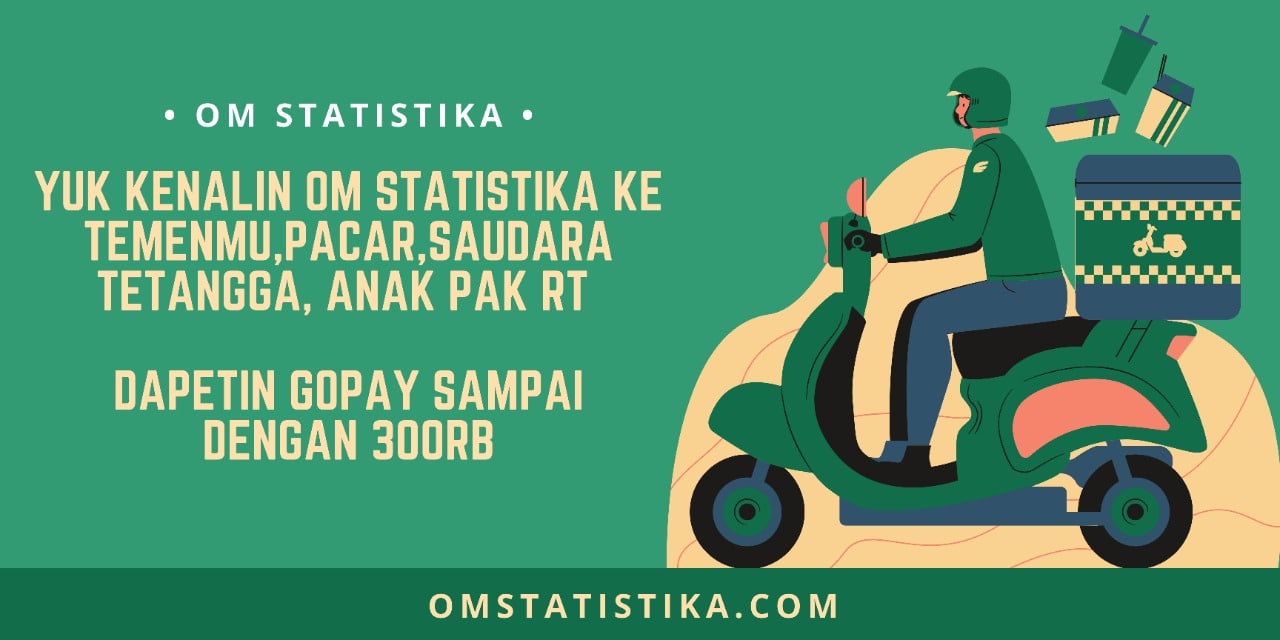 • OM STATISTIKA •
YUK KENALIN OM STATISTIKA KE
TEMENMU,PACAR,SAUDARA
TETANGGA, ANAK PAK RT
DAPETIN GOPAY SAMPAI
DENGAN 300RB
OMSTATISTIKA.COM